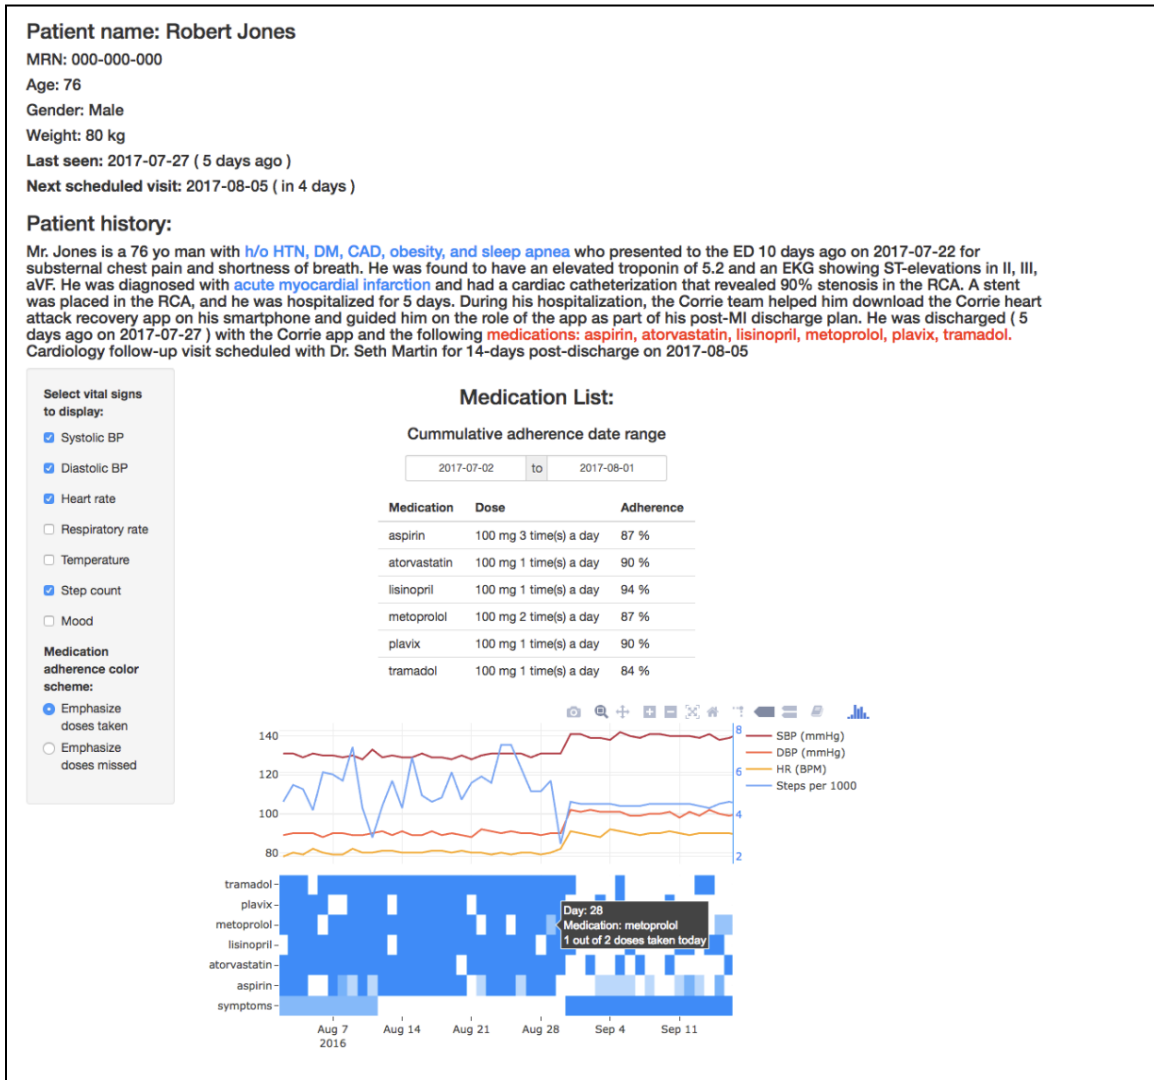 Patient name: Robert Jones
MRN: 000-000-000
Age: 76
Gender: Male
Weight: 80 kg
Last seen: 2017-07-27 ( 5 days ago )
Next scheduled visit: 2017-08-05 ( in 4 days )
Patient history:
Mr. Jones is a 76 yo man with h/o HTN, DM, CAD, obesity, and sleep apnea who presented to the ED 10 days ago on 2017-07-22 for
substernal chest pain and shortness of breath. He was found to have an elevated troponin of 5.2 and an EKG showing ST-elevations in II, III,
aVF. He was diagnosed with acute myocardial infarction and had a cardiac catheterization that revealed 90% stenosis in the RCA. A stent
was placed in the RCA, and he was hospitalized for 5 days. During his hospitalization, the Corrie team helped him download the Corrie heart
attack recovery app on his smartphone and guided him on the role of the app as part of his post-MI discharge plan. He was discharged ( 5
days ago on 2017-07-27 ) with the Corrie app and the following medications: aspirin, atorvastatin, lisinopril, metoprolol, plavix, tramadol.
Cardiology follow-up visit scheduled with Dr. Seth Martin for 14-days post-discharge on 2017-08-05
Select vital signs
to display:
Systolic BP
Diastolic BP
Heart rate
Respiratory rate
Temperature
Step count
Mood
Medication
adherence color
scheme:
Emphasize
doses taken
Emphasize
doses missed
Medication List:
Cummulative adherence date range
2017-07-02 to 2017-08-01
Medication Dose Adherence
aspirin 100 mg 3 time(s) a day 87 %
atorvastatin 100 mg 1 time(s) a day 90 %
lisinopril 100 mg 1 time(s) a day 94 %
metoprolol 100 mg 2 time(s) a day 87 %
plavix 100 mg 1 time(s) a day 90 %
tramadol 100 mg 1 time(s) a day 84 %
140
120
100
80
8
6
4
2
SBP (mmHg)
DBP (mmHg)
HR (BPM)
Steps per 1000
tramadol
plavix
metoprolol
lisinopril
atorvastatin
aspirin
symptoms
Day: 28
Medication: metoprolol
1 out of 2 doses taken today
Aug 7 Aug 14 Aug 21 Aug 28 Sep 4 Sep 11
2016